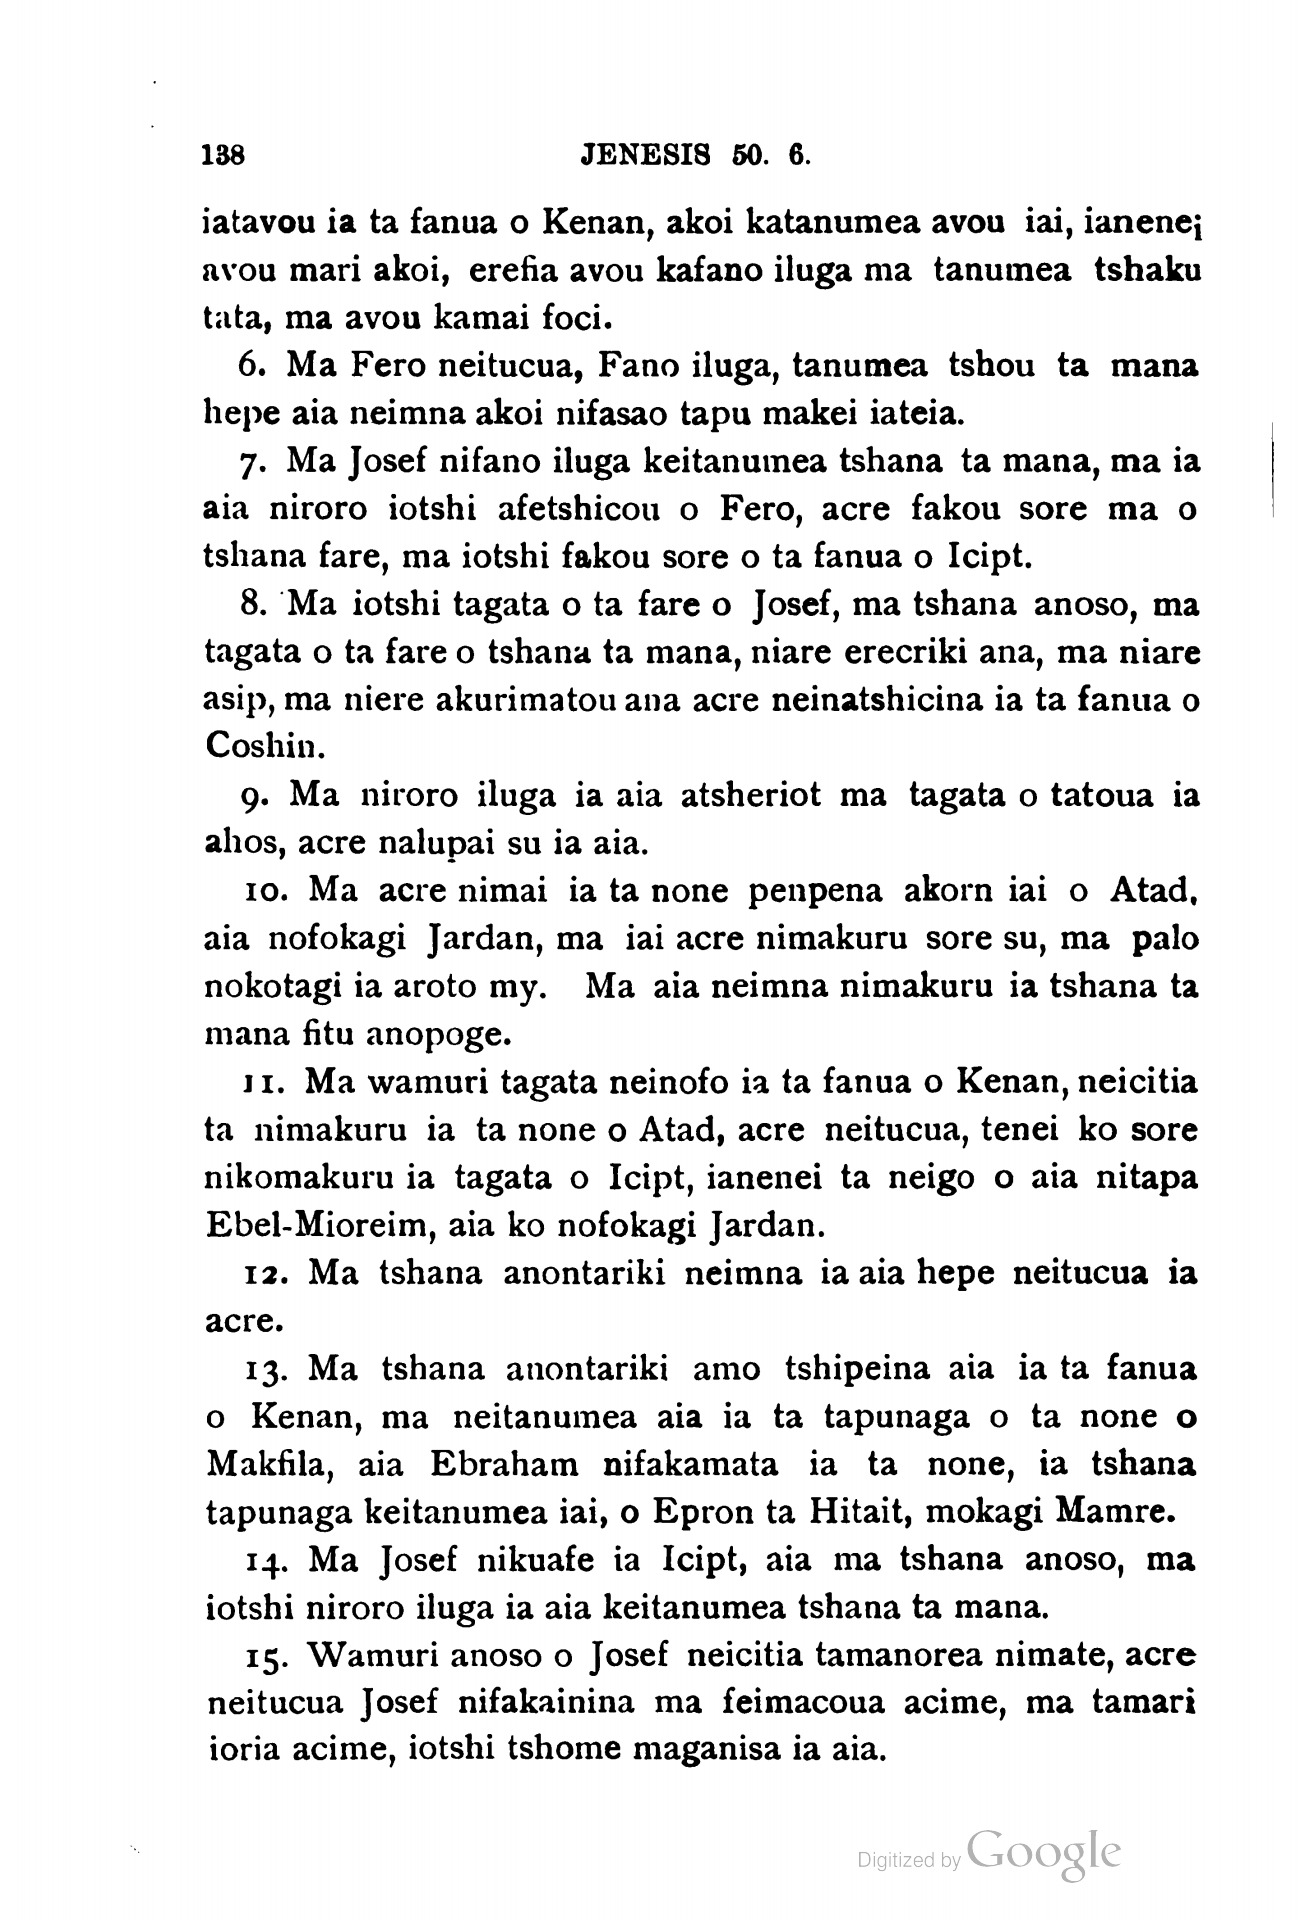 138 JENESIS 50. 6.
iatavou ia ta fanua o Kenan, akoi katanumea avou iai, ianenei
avou mari akoi, erefia avou kafano iluga ma tanumea tshaku
tata, ma avou kamai foci.
6. Ma Fero neitucua, Fano iluga, tanumea tshou ta mana
hepe aia neimna akoi nifasao tapu makei iateia.
7. Ma Josef nifano iluga keitanumea tshana ta mana, ma ia
aia niroro iotshi afetshicou o Fero, acre fakou sore ma o
tshana fare, ma iotshi fakou sore o ta fanua o Icipt.
8. Ma iotshi tagata o ta fare o Josef, ma tshana anoso, ma
tagata o ta fare o tshana ta mana, niare erecriki ana, ma niare
asip, ma niere akurimatou ana acre neinatshicina ia ta fanua o
Coshin.
9. Ma niroro iluga ia aia atsheriot ma tagata o tatoua ia
ahos, acre nalupai su ia aia.
10. Ma acre nimai ia ta none penpena akorn iai o Atad,
aia nofokagi Jardan, ma iai acre nimakuru sore su, ma palo
nokotagi ia aroto my. Ma aia neimna nimakuru ia tshana ta
mana fitu anopoge.
11. Ma wamuri tagata neinofo ia ta fanua o Kenan, neicitia
ta nimakuru ia ta none o Atad, acre neitucua, tenei ko sore
nikomakuru ia tagata o Icipt, ianenei ta neigo o aia nitapa
Ebel-Mioreim, aia ko nofokagi Jardan.
12. Ma tshana anontariki neimna ia aia hepe neitucua ia
acre.
13. Ma tshana anontariki amo tshipeina aia ia ta fanua
o Kenan, ma neitanumea aia ia ta tapunaga o ta none o
Makfila, aia Ebraham nifakamata ia ta none, ia tshana
tapunaga keitanumea iai, o Epron ta Hitait, mokagi Mamre.
14. Ma Josef nikuafe ia Icipt, aia ma tshana anoso, ma
iotshi niroro iluga ia aia keitanumea tshana ta mana.
15. Wamuri anoso o Josef neicitia tamanorea nimate, acre
neitucua Josef nifakainina ma feimacoua acime, ma tamari
ioria acime, iotshi tshome maganisa ia aia.
Digitized by Google